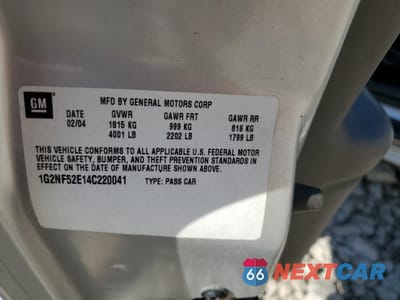 GM
MFD BY GENERAL MOTORS CORP
DATE GVWR GAWR FRT GAWR RR
02/04 1815 KG 999 KG 816 KG
4001 LB 2202 LB 1799 LB
THIS VEHICLE CONFORMS TO ALL APPLICABLE U.S. FEDERAL MOTOR
VEHICLE SAFETY, BUMPER, AND THEFT PREVENTION STANDARDS IN
EFFECT ON THE DATE OF MANUFACTURE SHOWN ABOVE.
1G2NF52E14C220041 TYPE: PASS CAR
66 NEXTCAR